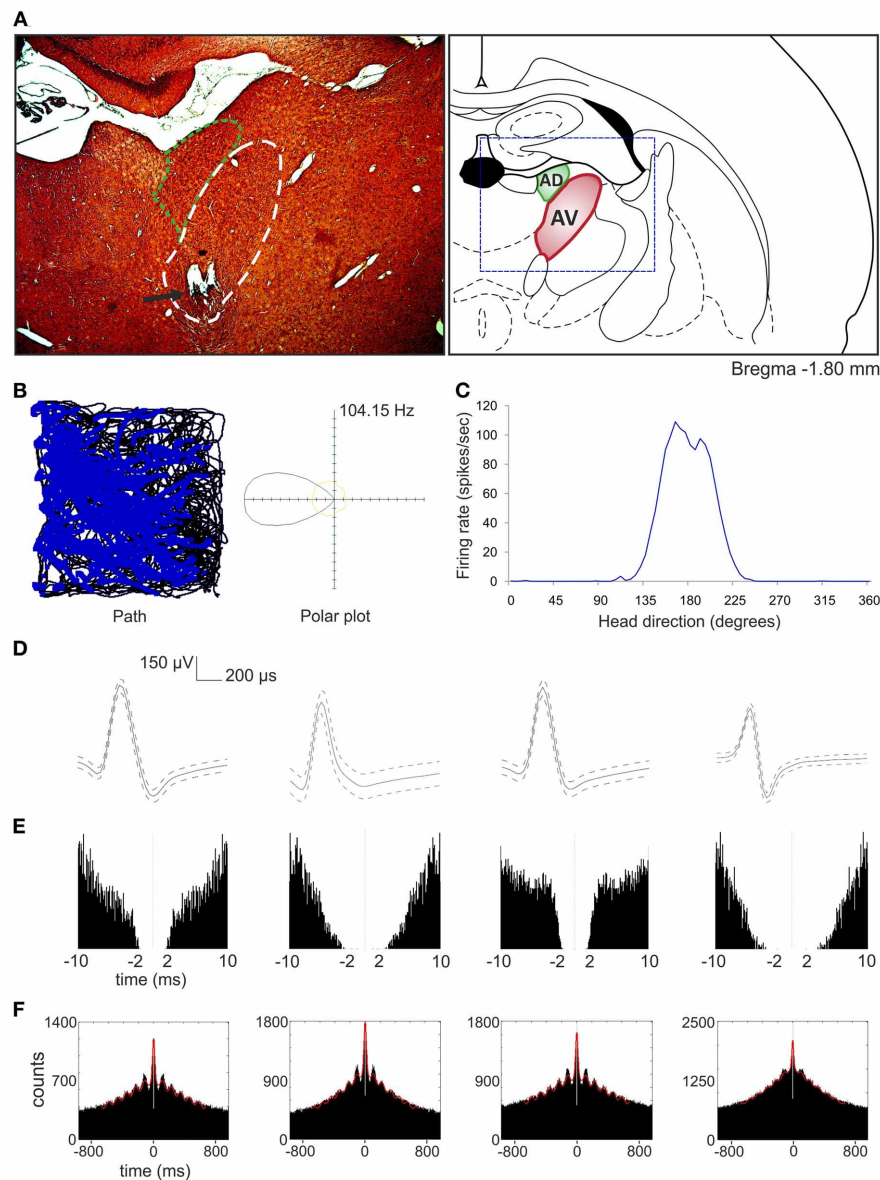 A
AD
AV
Bregma -1.80 mm
B
104.15 Hz
Path
Polar plot
C
Firing rate (spikes/sec)
120
100
80
60
40
20
0
0 45 90 135 180 225 270 315 360
Head direction (degrees)
D
150 µV
200 µs
E
-10 -2 2 10
-10 -2 2 10
-10 -2 2 10
-10 -2 2 10
time (ms)
F
counts
1400
700
0
-800 0 800
1800
900
0
-800 0 800
1800
900
0
-800 0 800
2500
1250
0
-800 0 800
time (ms)